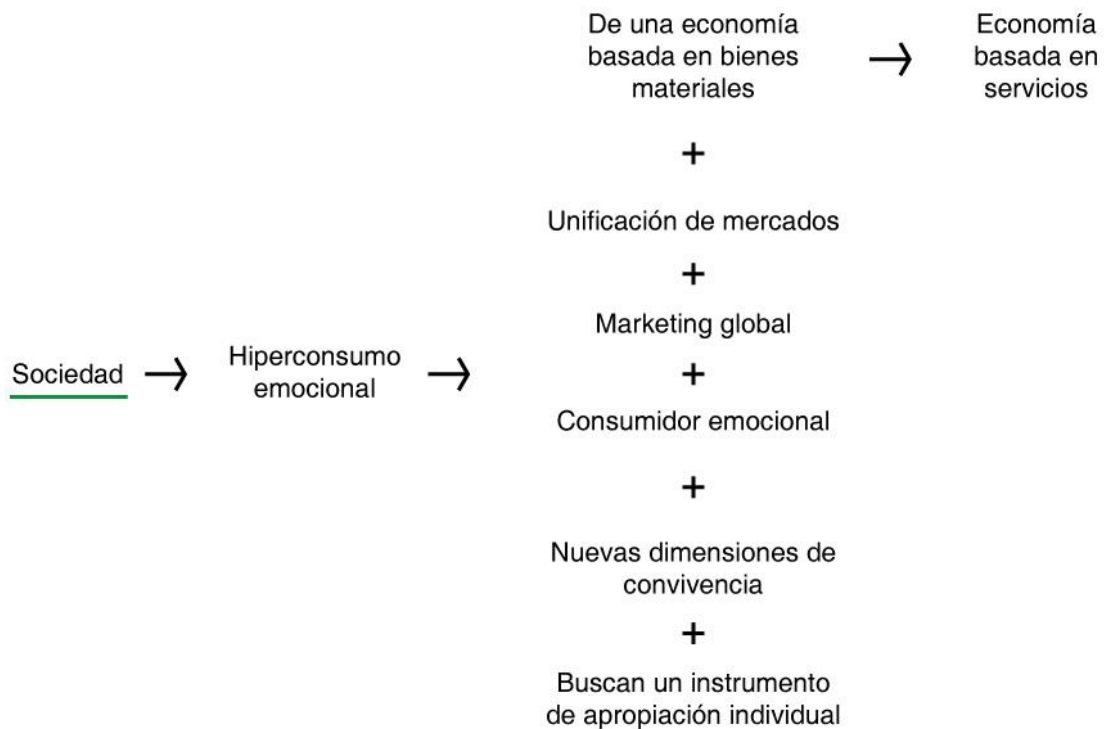 De una economía
basada en bienes
materiales
→
Economía
basada en
servicios
+
Unificación de mercados
+
Marketing global
+
Sociedad → Hiperconsumo
emocional →
Consumidor emocional
+
Nuevas dimensiones de
convivencia
+
Buscan un instrumento
de apropiación individual